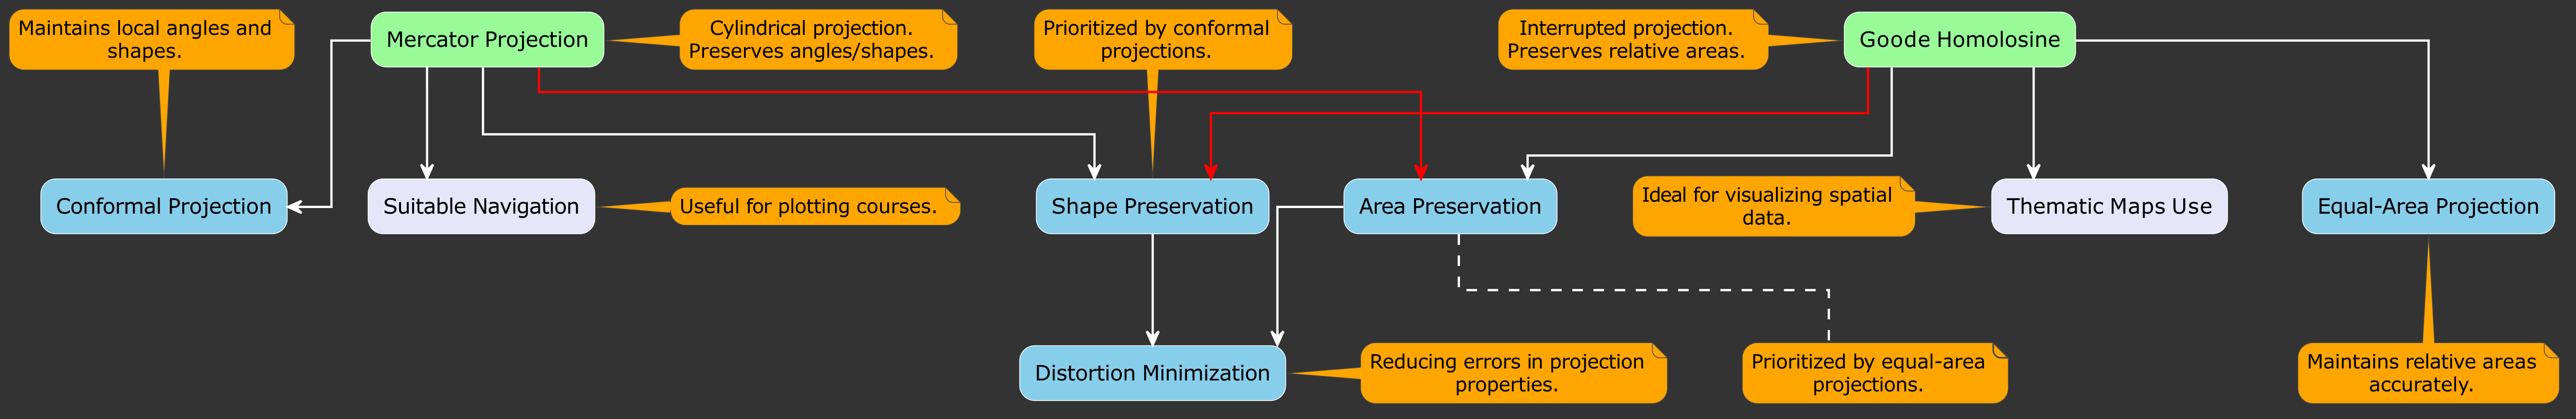 Maintains local angles and
shapes.
Mercator Projection
Cylindrical projection.
Preserves angles/shapes.
Prioritized by conformal
projections.
Interrupted projection.
Preserves relative areas.
Goode Homolosine
Conformal Projection
Suitable Navigation
Useful for plotting courses.
Shape Preservation
Area Preservation
Ideal for visualizing spatial
data.
Thematic Maps Use
Equal-Area Projection
Distortion Minimization
Reducing errors in projection
properties.
Prioritized by equal-area
projections.
Maintains relative areas
accurately.